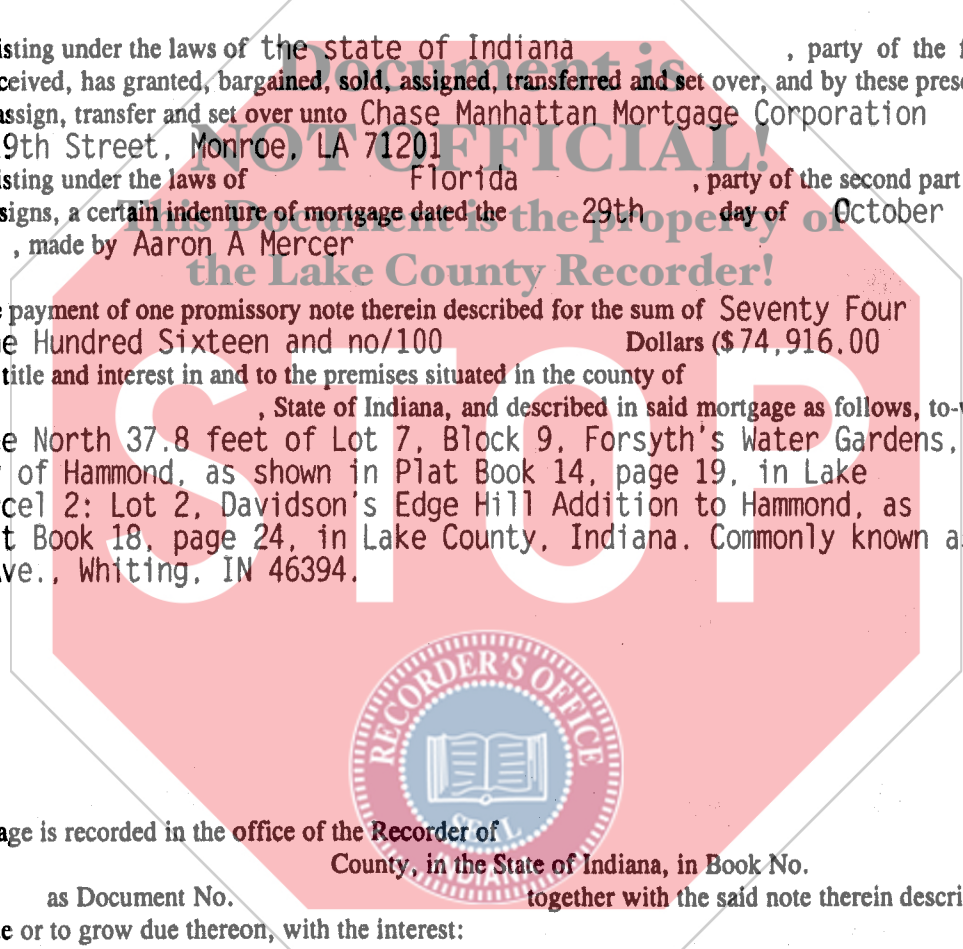 isting under the laws of the state of Indiana , party of the f
ceived, has granted, bargained, sold, assigned, transferred and set over, and by these prese
assign, transfer and set over unto Chase Manhattan Mortgage Corporation
9th Street, Monroe, LA 71201
isting under the laws of Florida , party of the second part
signs, a certain indenture of mortgage dated the 29th day of October
, made by Aaron A Mercer
e payment of one promissory note therein described for the sum of Seventy Four
e Hundred Sixteen and no/100 Dollars ($74,916.00
title and interest in and to the premises situated in the county of
, State of Indiana, and described in said mortgage as follows, to-w
e North 37.8 feet of Lot 7, Block 9, Forsyth's Water Gardens,
of Hammond, as shown in Plat Book 14, page 19, in Lake
cel 2: Lot 2, Davidson's Edge Hill Addition to Hammond, as
t Book 18, page 24, in Lake County, Indiana. Commonly known a
ve., Whiting, IN 46394.
age is recorded in the office of the Recorder of
County, in the State of Indiana, in Book No.
as Document No. together with the said note therein descri
e or to grow due thereon, with the interest:
Document is
NOT OFFICIAL!
This Document is the property of
the Lake County Recorder!
STOP
RECORDER'S OFFICE
SEAL
INDIANA